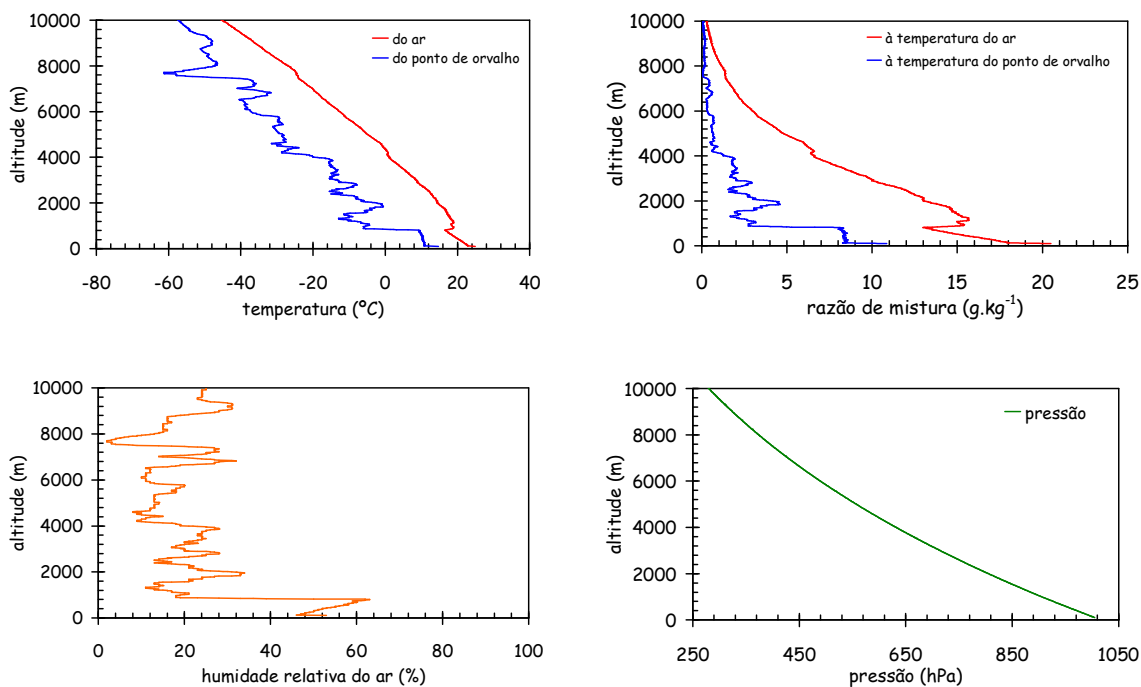 10000
8000
6000
4000
2000
0
altitude (m)
-80 -60 -40 -20 0 20 40
temperatura (ºC)
do ar
do ponto de orvalho
10000
8000
6000
4000
2000
0
altitude (m)
0 5 10 15 20 25
razão de mistura (g.kg⁻¹)
à temperatura do ar
à temperatura do ponto de orvalho
10000
8000
6000
4000
2000
0
altitude (m)
0 20 40 60 80 100
humidade relativa do ar (%)
10000
8000
6000
4000
2000
0
altitude (m)
250 450 650 850 1050
pressão (hPa)
pressão